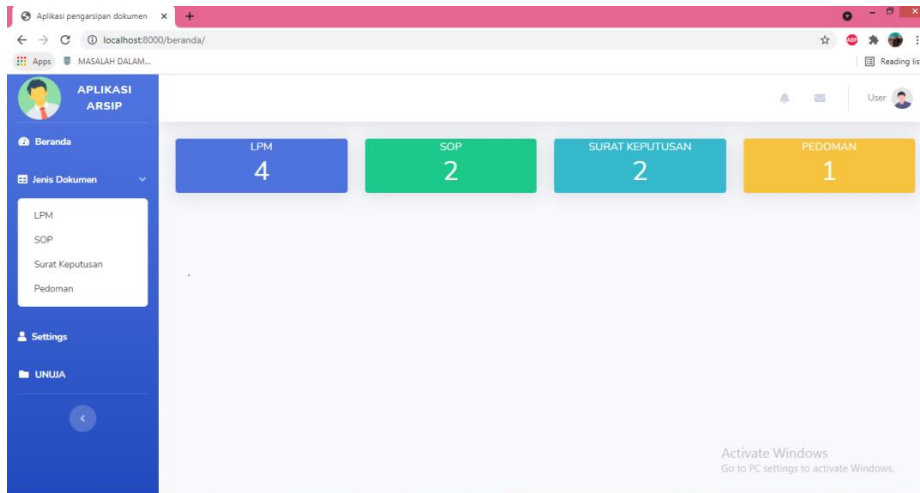 Aplikasi pengarsipan dokumen
localhost:8000/beranda/
ABP
Apps
MASALAH DALAM...
Reading lis
APLIKASI
ARSIP
User
Beranda
LPM
SOP
SURAT KEPUTUSAN
PEDOMAN
4
2
2
1
Jenis Dokumen
LPM
SOP
Surat Keputusan
Pedoman
Settings
UNUJA
Activate Windows
Go to PC settings to activate Windows.